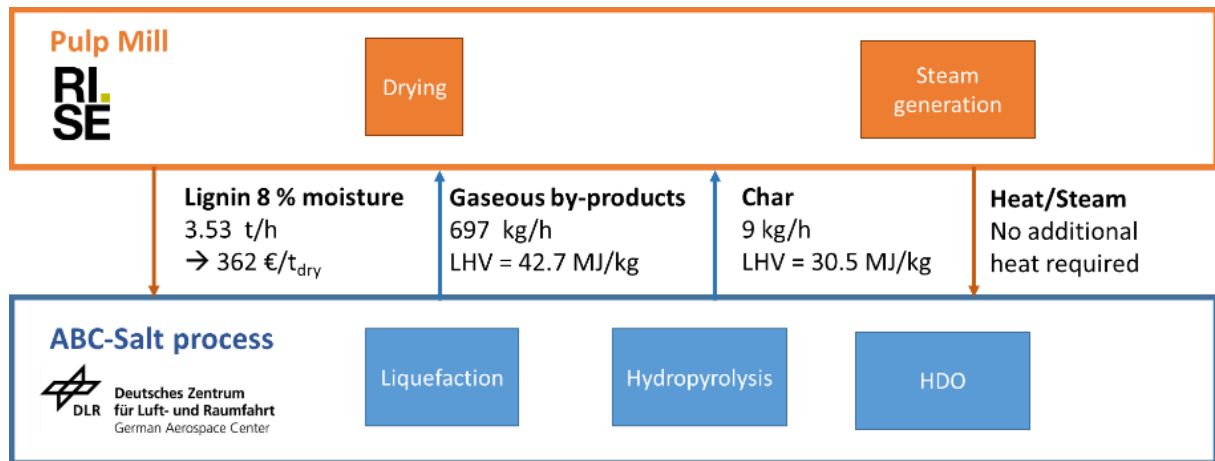 Pulp Mill
RI.
SE
Drying
Steam
generation
Lignin 8 % moisture
3.53 t/h
→ 362 €/t_dry
Gaseous by-products
697 kg/h
LHV = 42.7 MJ/kg
Char
9 kg/h
LHV = 30.5 MJ/kg
Heat/Steam
No additional
heat required
ABC-Salt process
DLR
Deutsches Zentrum
für Luft- und Raumfahrt
German Aerospace Center
Liquefaction
Hydropyrolysis
HDO